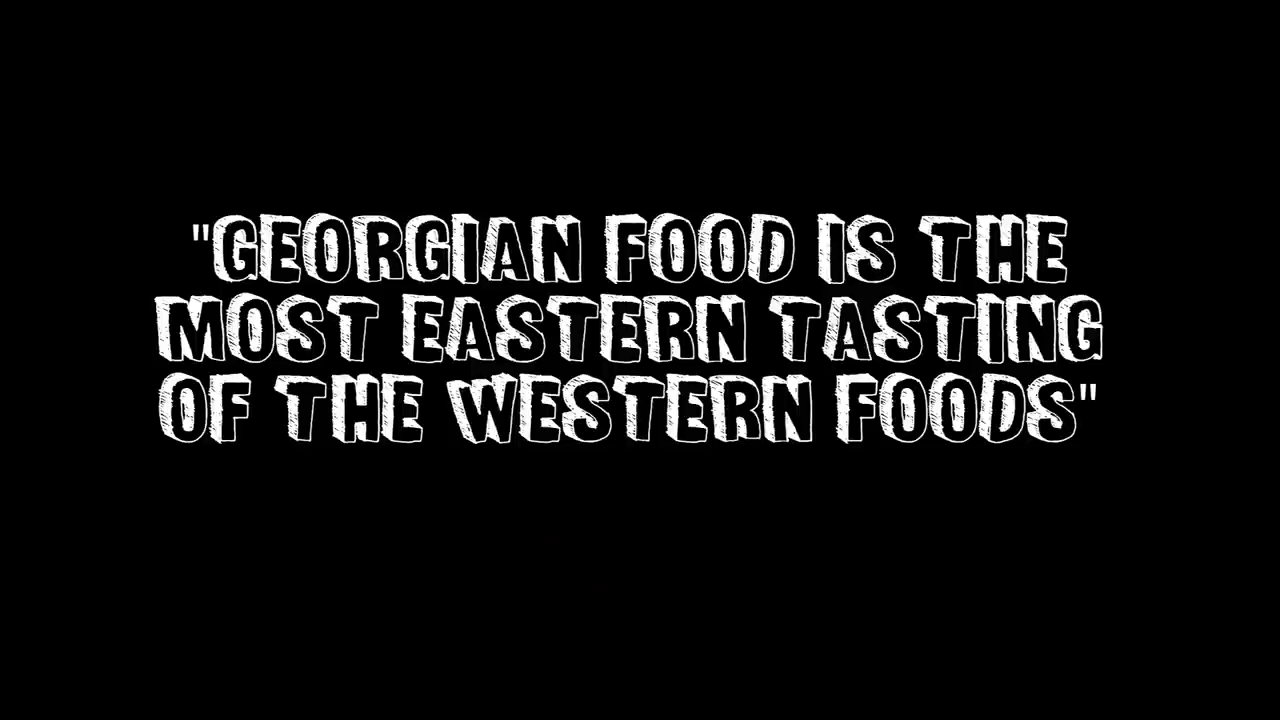 "GEORGIAN FOOD IS THE
MOST EASTERN TASTING
OF THE WESTERN FOODS"